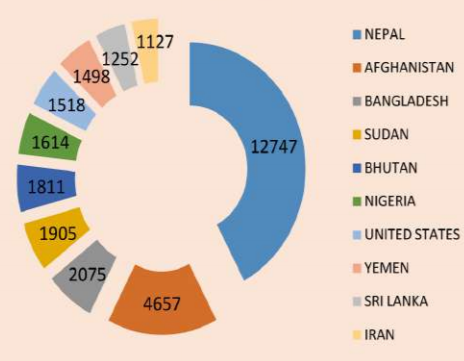 1127
1252
1498
1518
1614
1811
1905
2075
4657
12747
NEPAL
AFGHANISTAN
BANGLADESH
SUDAN
BHUTAN
NIGERIA
UNITED STATES
YEMEN
SRI LANKA
IRAN